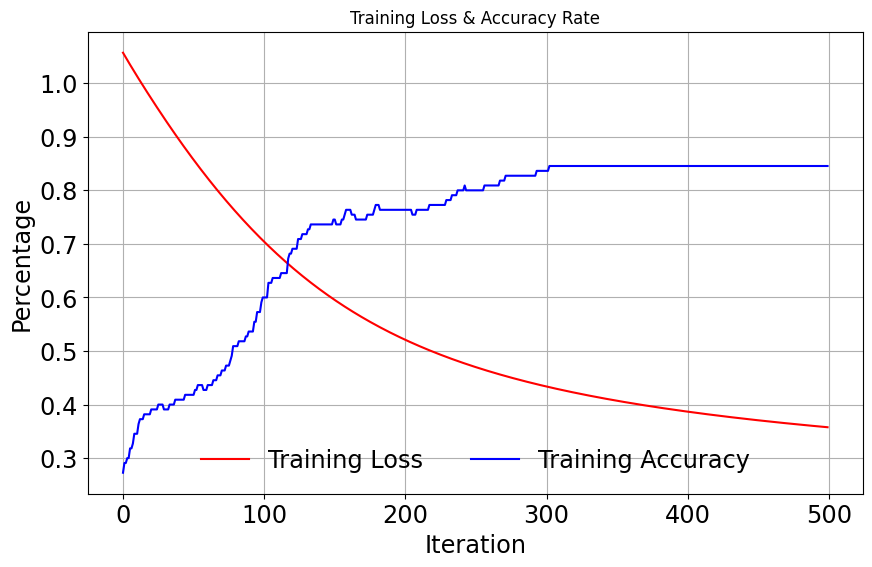 Training Loss & Accuracy Rate
Percentage
1.0
0.9
0.8
0.7
0.6
0.5
0.4
0.3
Training Loss Training Accuracy
0 100 200 300 400 500
Iteration